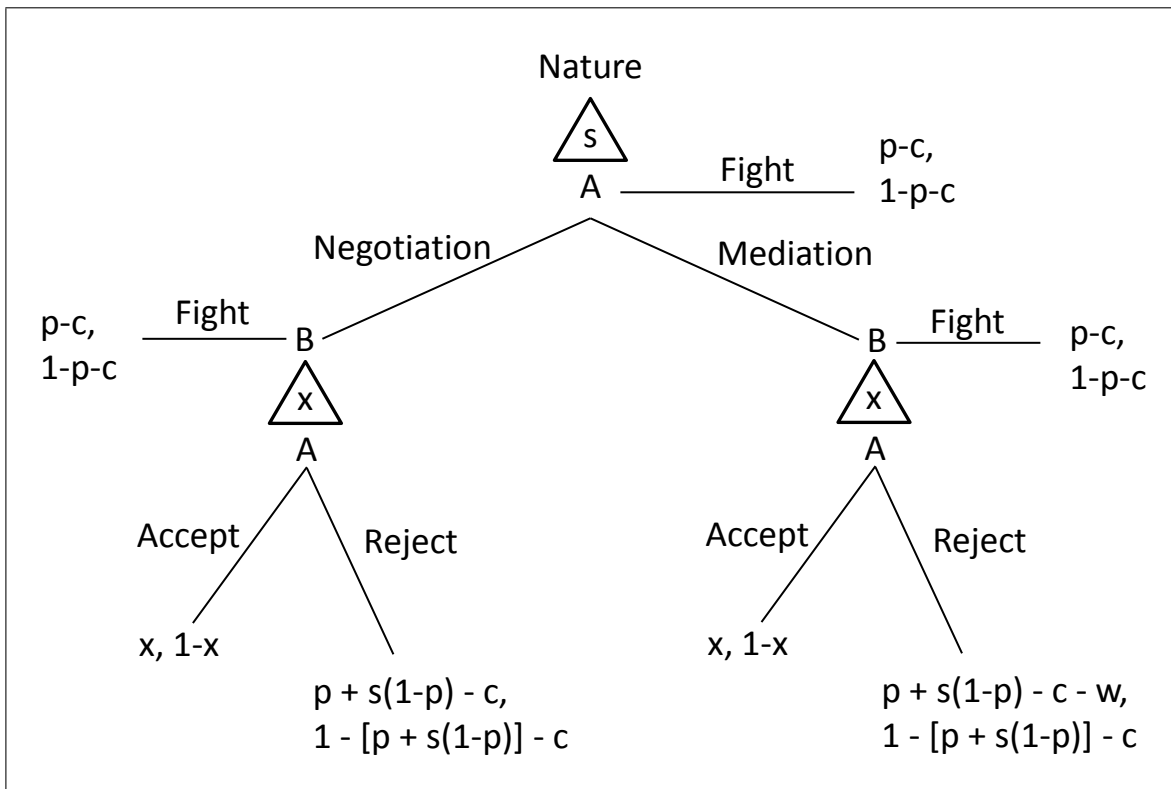 Nature
s
A
Fight
p-c,
1-p-c
Negotiation
Mediation
p-c,
1-p-c
Fight
B
B
Fight
p-c,
1-p-c
x
x
A
A
Accept
Reject
Accept
Reject
x, 1-x
x, 1-x
p + s(1-p) - c,
1 - [p + s(1-p)] - c
p + s(1-p) - c - w,
1 - [p + s(1-p)] - c